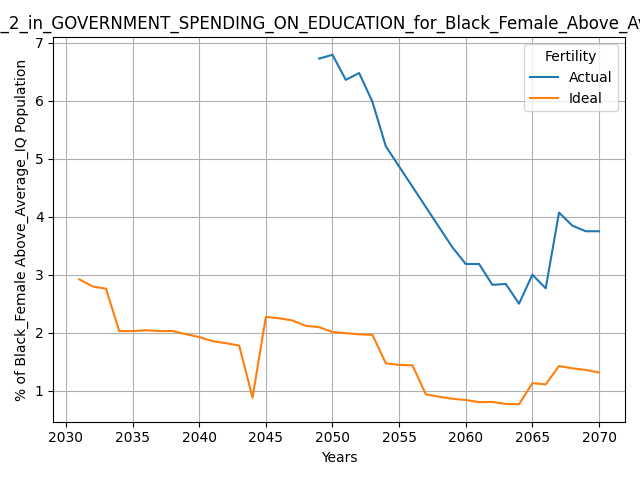 _2_in_GOVERNMENT_SPENDING_ON_EDUCATION_for_Black_Female_Above_Av
7
6
5
4
3
2
1
% of Black_Female Above_Average_IQ Population
Fertility
Actual
Ideal
2030 2035 2040 2045 2050 2055 2060 2065 2070
Years